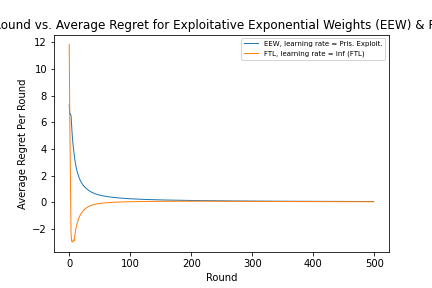 Round vs. Average Regret for Exploitative Exponential Weights (EEW) &
12
10
8
6
4
2
0
−2
0
100
200
300
400
500
Average Regret Per Round
Round
EEW, learning rate = Pris. Exploit.
FTL, learning rate = inf (FTL)